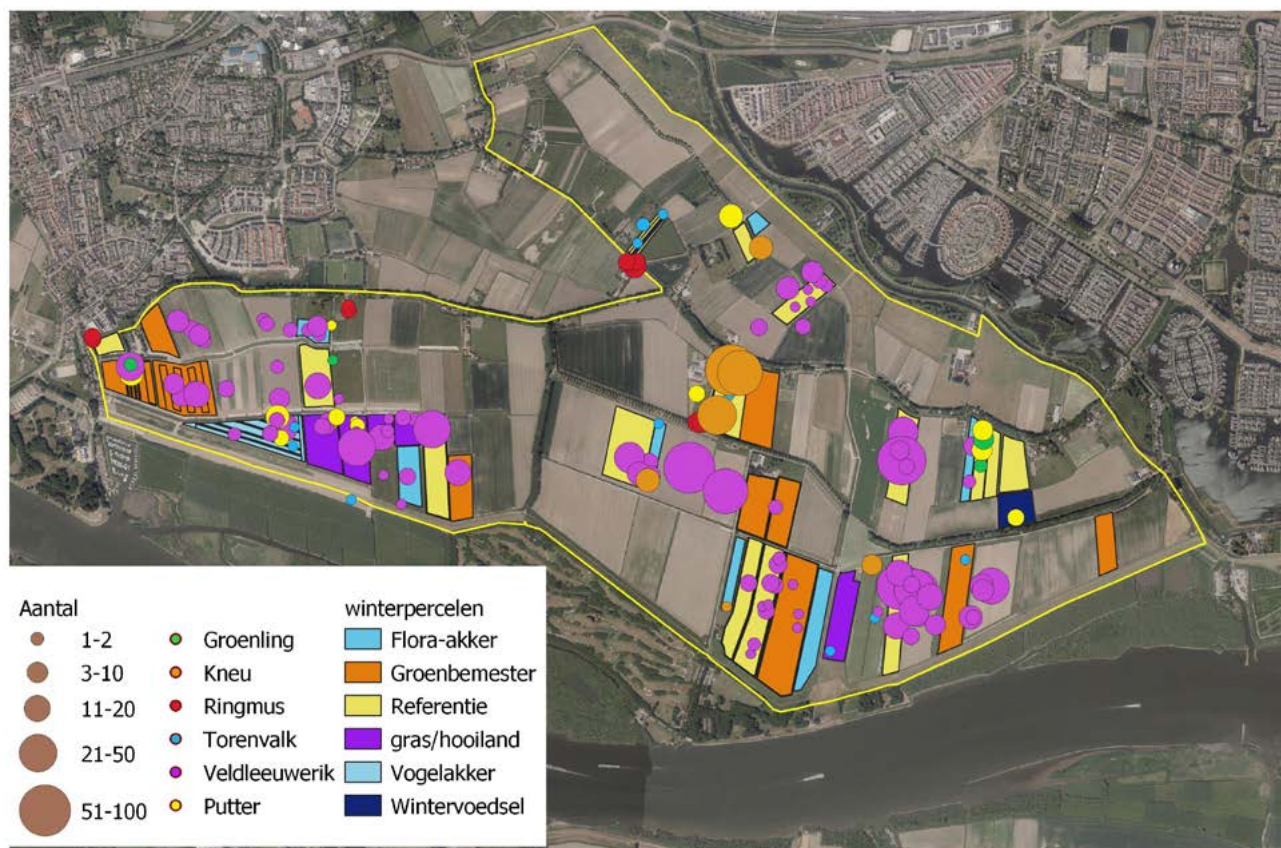 Aantal
1-2
3-10
11-20
21-50
51-100
Groenling
Kneu
Ringmus
Torenvalk
Veldleeuwerik
Putter
winterpercelen
Flora-akker
Groenbemester
Referentie
gras/hooiland
Vogelakker
Wintervoedsel